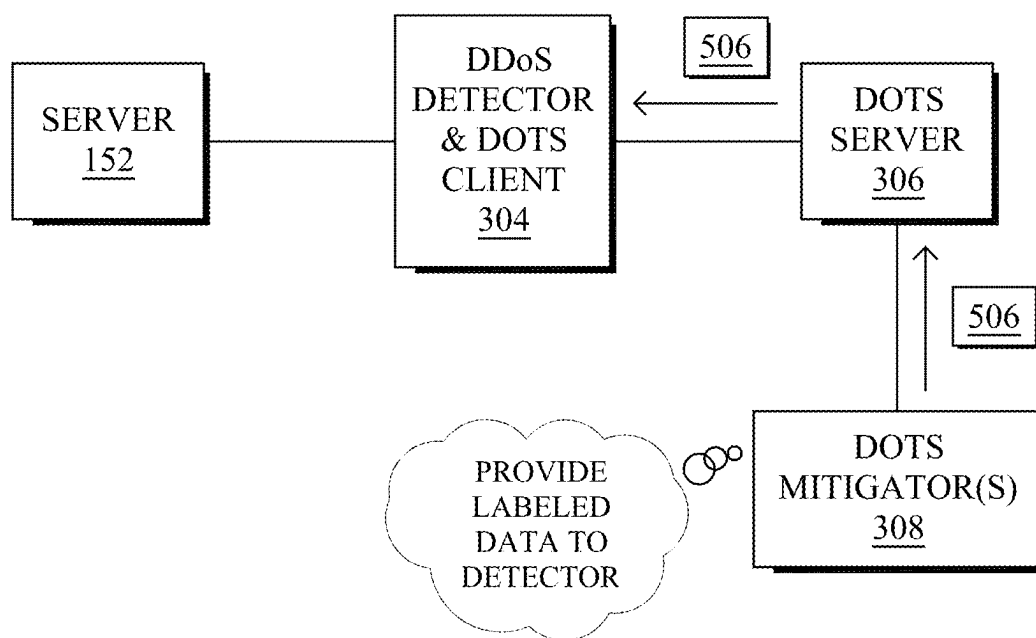 SERVER
152
DDoS
DETECTOR
& DOTS
CLIENT
304
506
DOTS
SERVER
306
506
DOTS
MITIGATOR(S)
308
PROVIDE
LABELED
DATA TO
DETECTOR